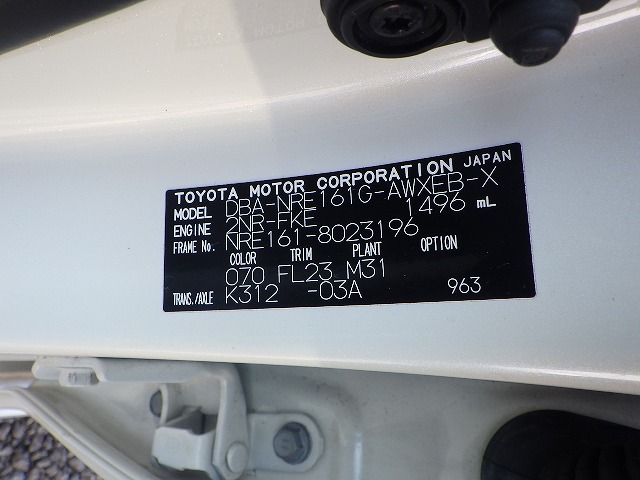 TOYOTA MOTOR CORPORATION JAPAN
MODEL DBA-NRE161G-AWXEB-X
ENGINE 2NR-FKE 1496 mL
FRAME No. NRE161-8023196
COLOR TRIM PLANT OPTION
070 FL23 M31
TRANS./AXLE K312 -03A 963